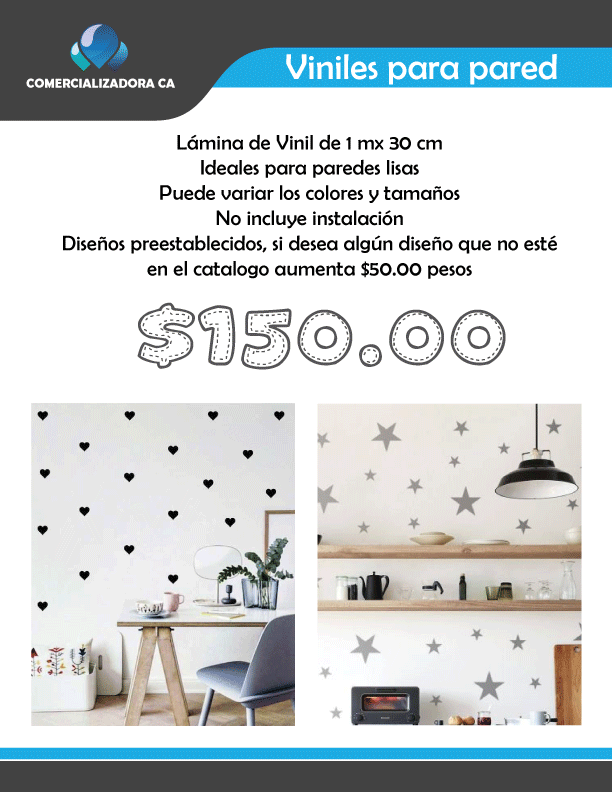 COMERCIALIZADORA CA
Viniles para pared
Lámina de Vinil de 1 mx 30 cm
Ideales para paredes lisas
Puede variar los colores y tamaños
No incluye instalación
Diseños preestablecidos, si desea algún diseño que no esté
en el catalogo aumenta $50.00 pesos
$150.00